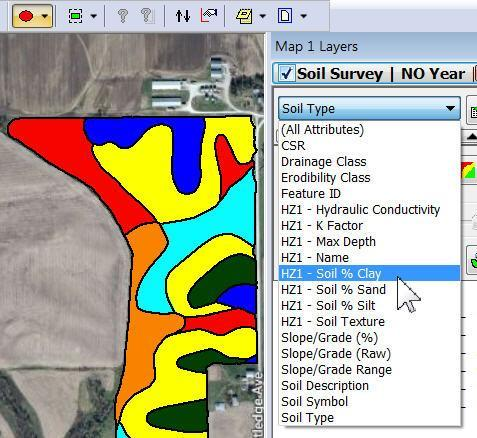 Map 1 Layers
Soil Survey | NO Year
Soil Type
(All Attributes)
CSR
Drainage Class
Erodibility Class
Feature ID
HZ1 - Hydraulic Conductivity
HZ1 - K Factor
HZ1 - Max Depth
HZ1 - Name
HZ1 - Soil % Clay
HZ1 - Soil % Sand
HZ1 - Soil % Silt
HZ1 - Soil Texture
Slope/Grade (%)
Slope/Grade (Raw)
Slope/Grade Range
Soil Description
Soil Symbol
Soil Type
tledge Ave